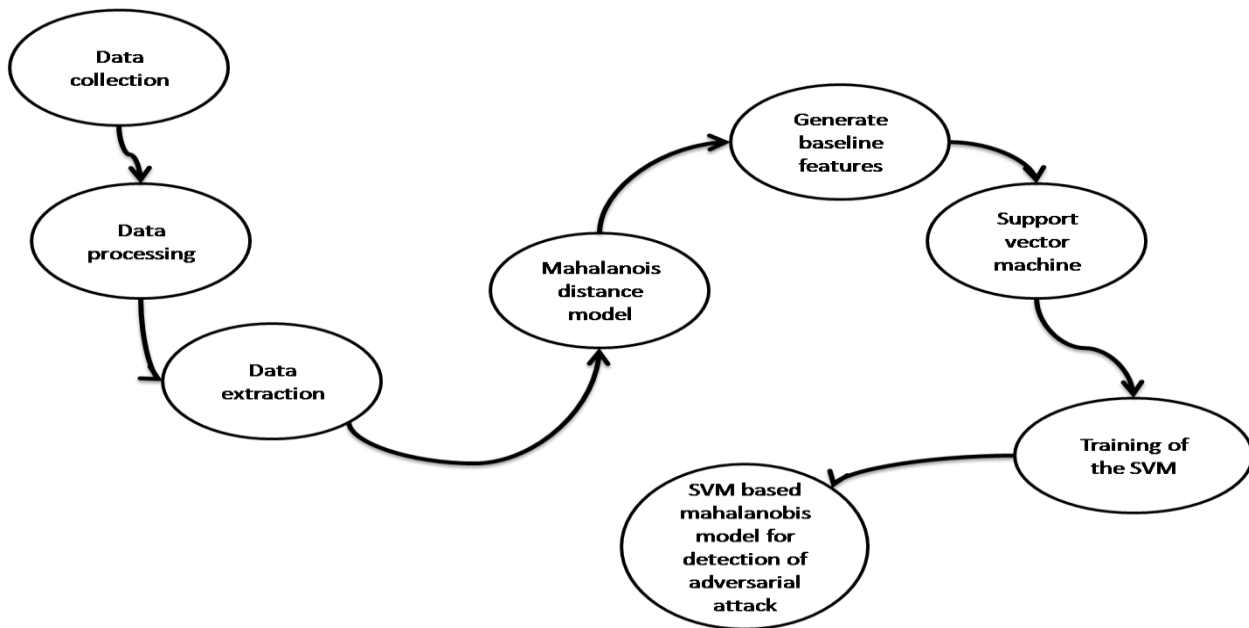 Data
collection
Data
processing
Data
extraction
Mahalanois
distance
model
Generate
baseline
features
Support
vector
machine
Training of
the SVM
SVM based
mahalanobis
model for
detection of
adversarial
attack